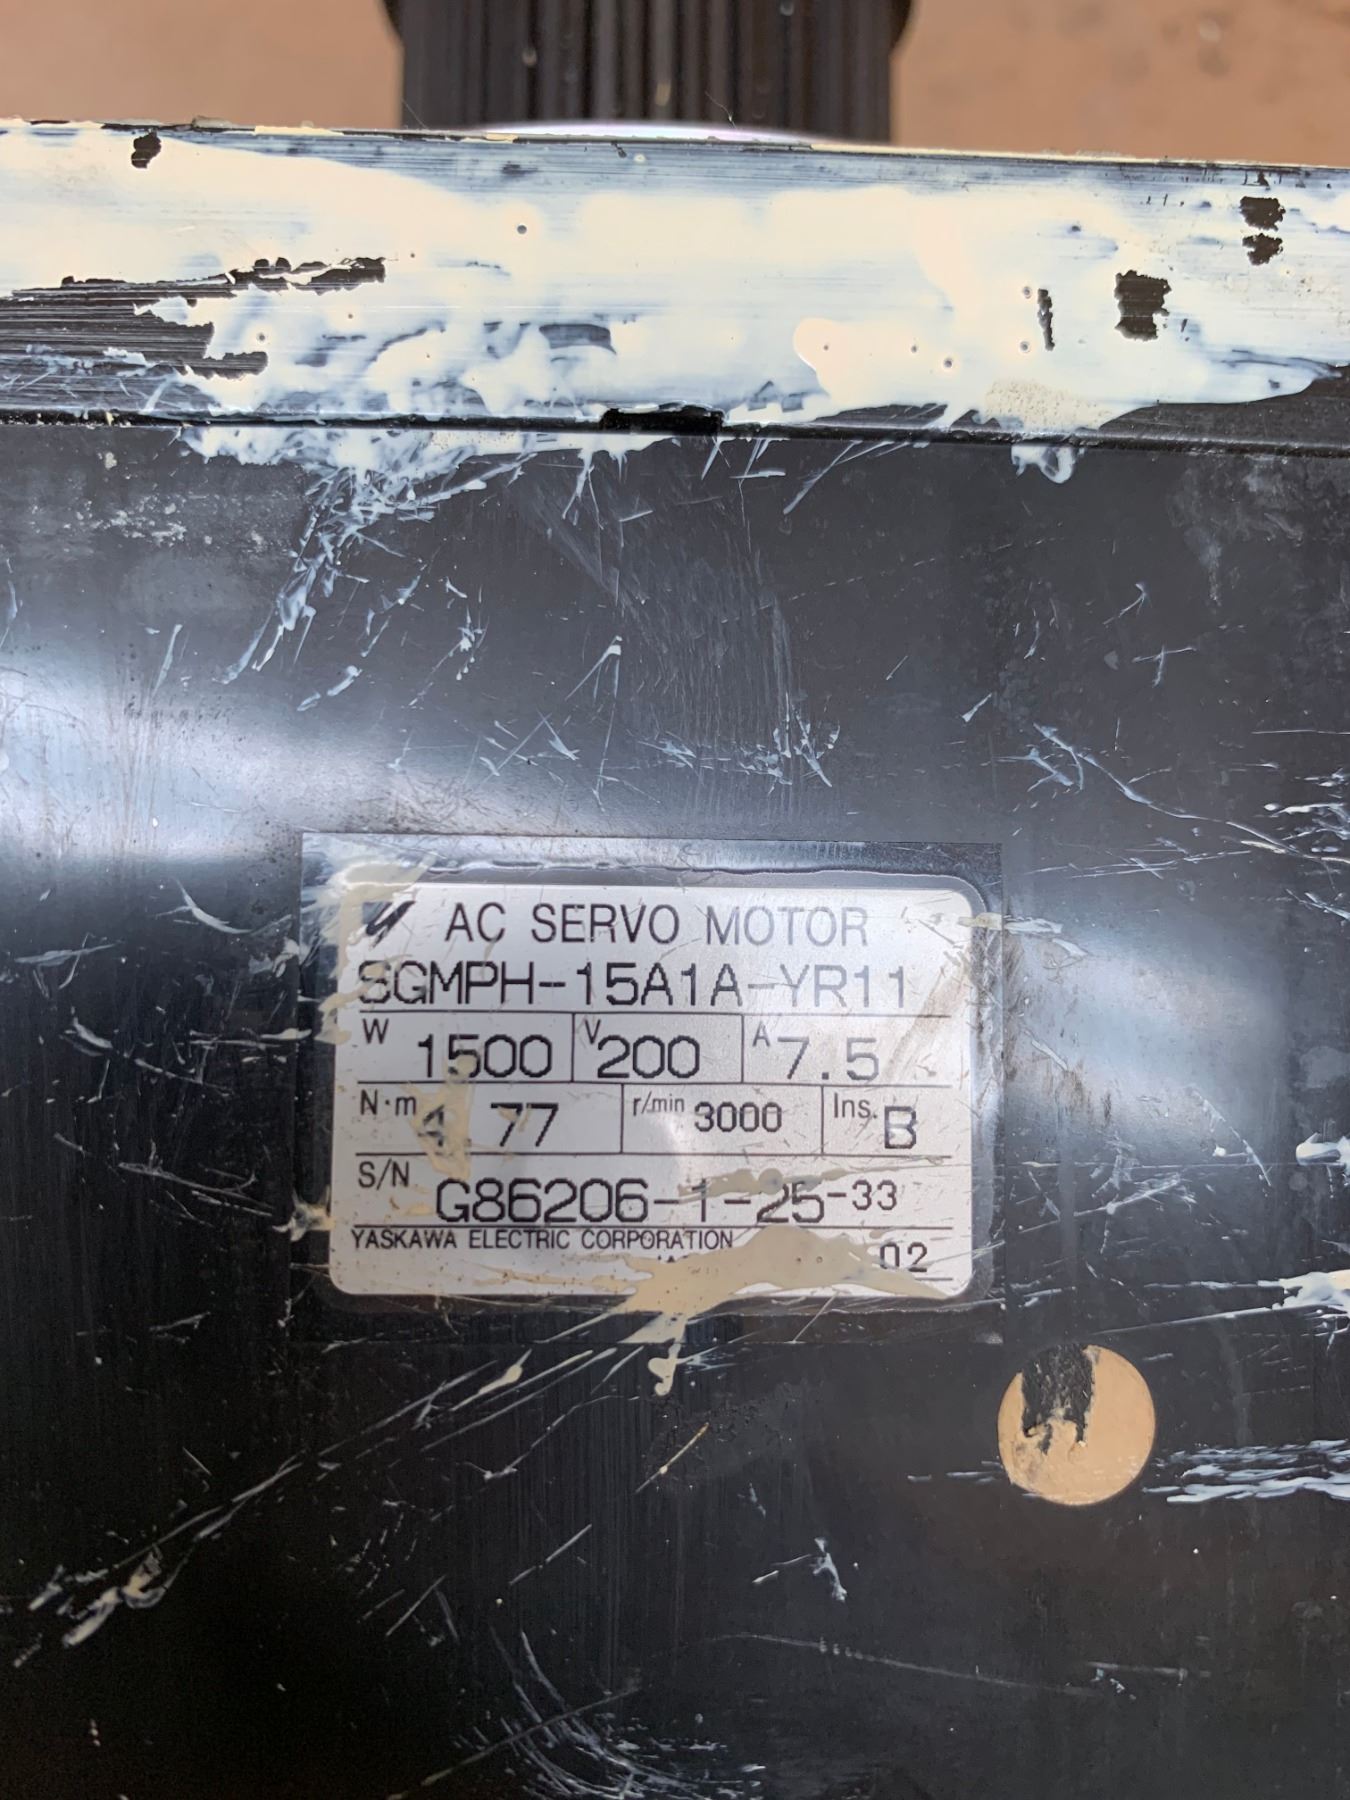 AC SERVO MOTOR
SGMPH-15A1A-YR11
W 1500 V 200 A 7.5
N·m 4.77 r/min 3000 Ins. B
S/N G86206-1-25-33
YASKAWA ELECTRIC CORPORATION
02